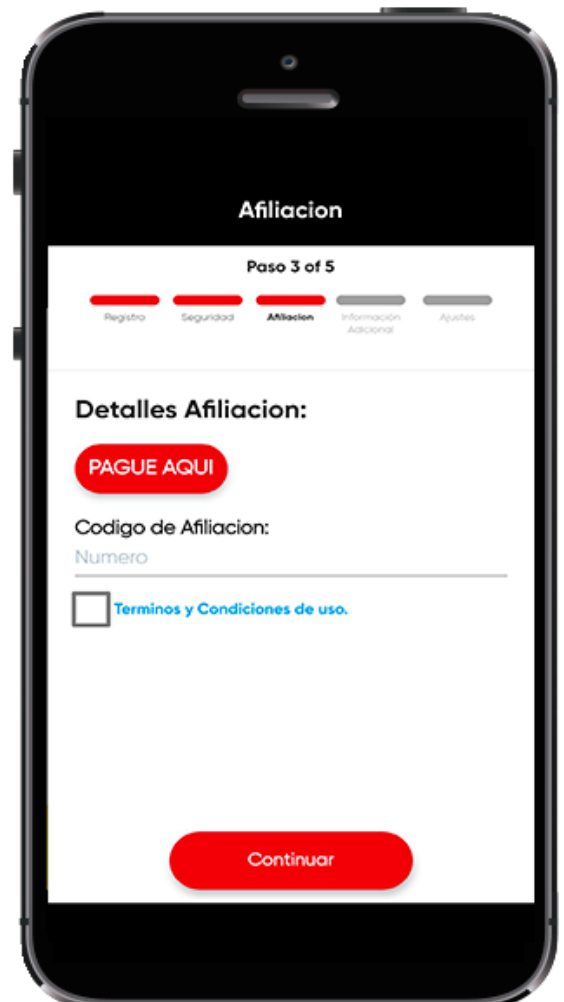 Afiliacion
Paso 3 of 5
Registro Seguridad Afiliacion Información Ajustes
Adicional
Detalles Afiliacion:
PAGUE AQUI
Codigo de Afiliacion:
Numero
Terminos y Condiciones de uso.
Continuar